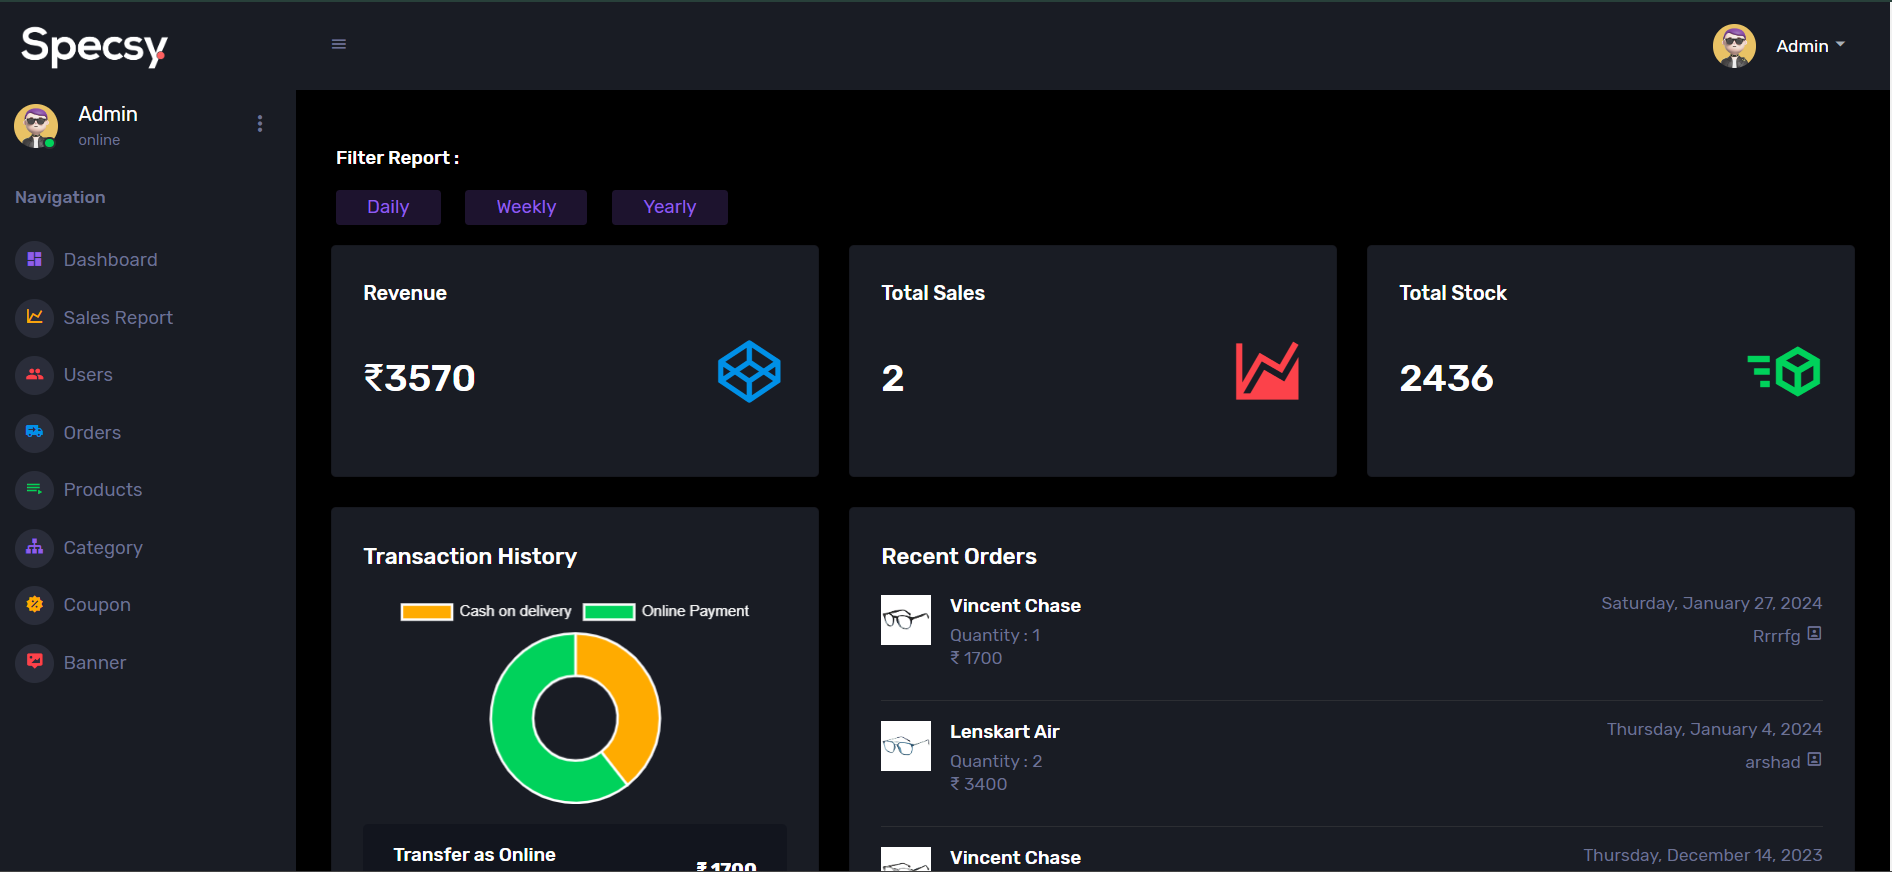 Specsy
Admin
Admin
online
Navigation
Dashboard
Sales Report
Users
Orders
Products
Category
Coupon
Banner
Filter Report :
Daily
Weekly
Yearly
Revenue
₹3570
Total Sales
2
Total Stock
2436
Transaction History
Cash on delivery
Online Payment
Transfer as Online
₹ 1700
Recent Orders
Vincent Chase
Saturday, January 27, 2024
Quantity : 1
Rrrrfg
₹ 1700
Lenskart Air
Thursday, January 4, 2024
Quantity : 2
arshad
₹ 3400
Vincent Chase
Thursday, December 14, 2023